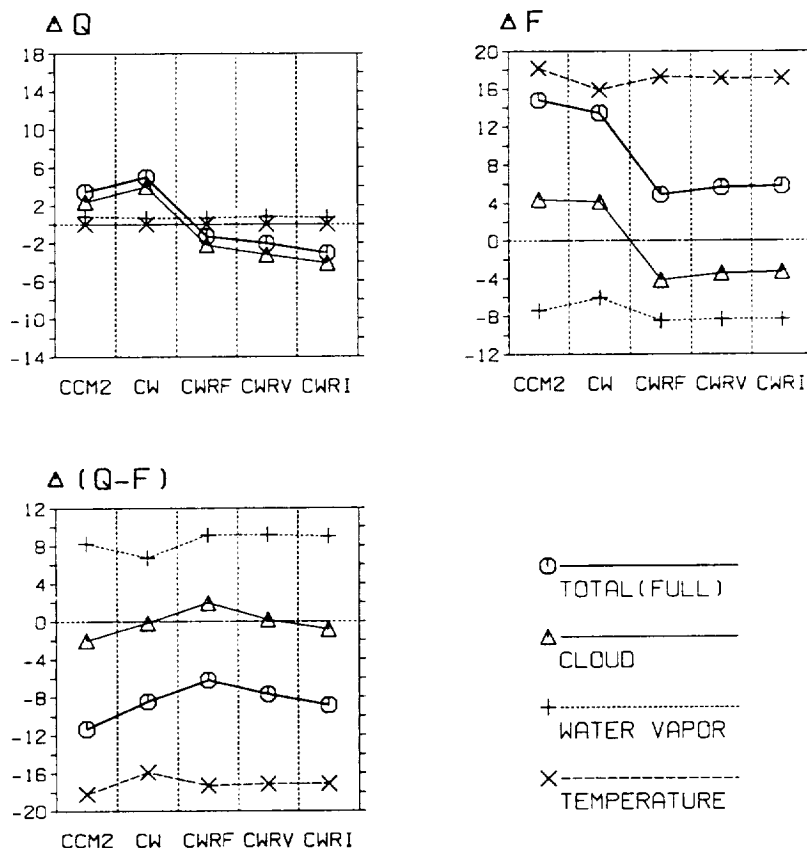 Δ Q
18
14
10
6
2
-2
-6
-10
-14
CCM2 CW CWRF CWRV CWRI
Δ F
20
16
12
8
4
0
-4
-8
-12
CCM2 CW CWRF CWRV CWRI
Δ (Q-F)
12
8
4
0
-4
-8
-12
-16
-20
CCM2 CW CWRF CWRV CWRI
TOTAL(FULL)
CLOUD
WATER VAPOR
TEMPERATURE